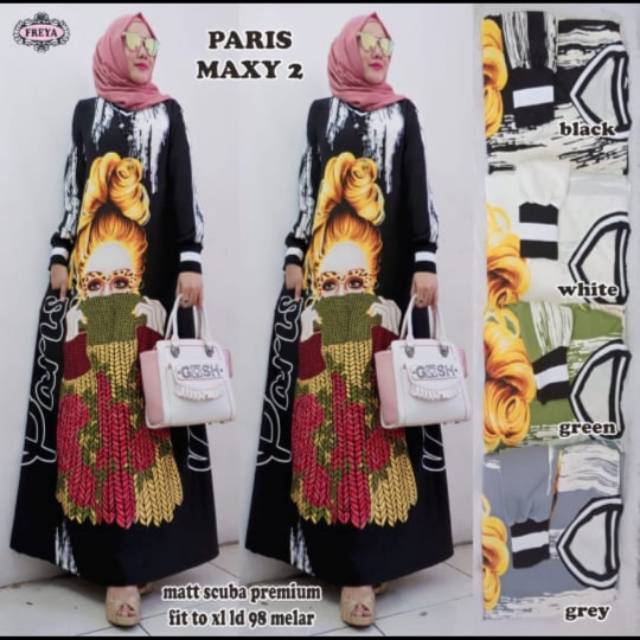 FREYA
PARIS
MAXY 2
black
white
green
grey
Paris
Paris
GOSH
GOSH
matt scuba premium
fit to xl ld 98 melar